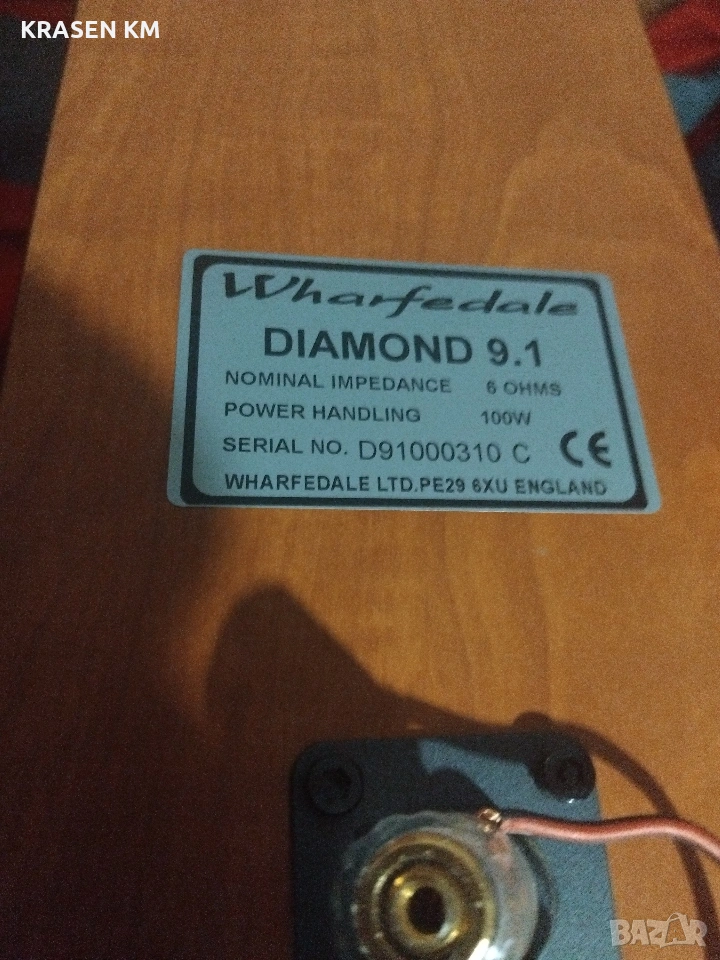 KRASEN KM
Wharfedale
DIAMOND 9.1
NOMINAL IMPEDANCE 6 OHMS
POWER HANDLING 100W
SERIAL NO. D91000310 C CE
WHARFEDALE LTD.PE29 6XU ENGLAND
BAZAR